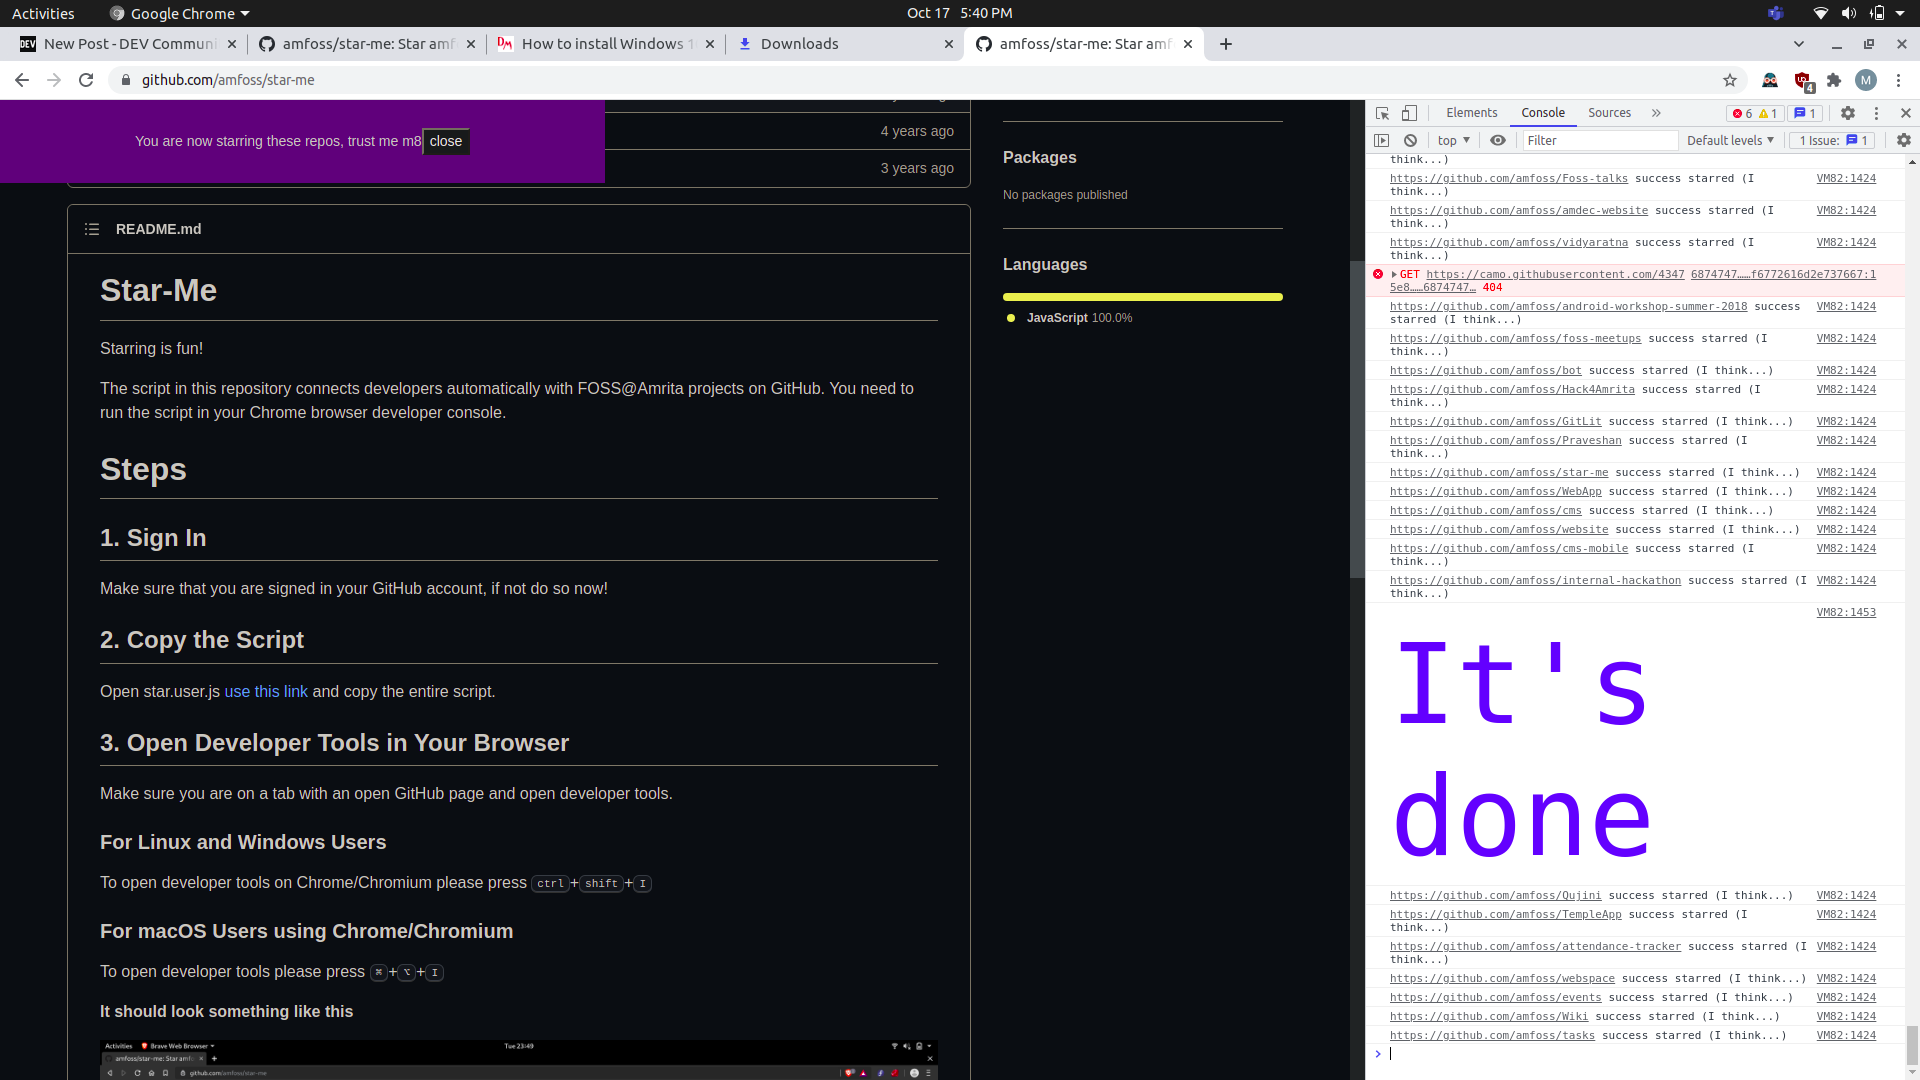 Activities Google Chrome Oct 17 5:40 PM
New Post - DEV Communi amfoss/star-me: Star amf How to install Windows 1 Downloads amfoss/star-me: Star amf
github.com/amfoss/star-me
M
4
You are now starring these repos, trust me m8 close
4 years ago
3 years ago
README.md
Star-Me
Starring is fun!
The script in this repository connects developers automatically with FOSS@Amrita projects on GitHub. You need to
run the script in your Chrome browser developer console.
Steps
1. Sign In
Make sure that you are signed in your GitHub account, if not do so now!
2. Copy the Script
Open star.user.js use this link and copy the entire script.
3. Open Developer Tools in Your Browser
Make sure you are on a tab with an open GitHub page and open developer tools.
For Linux and Windows Users
To open developer tools on Chrome/Chromium please press ctrl+shift+I
For macOS Users using Chrome/Chromium
To open developer tools please press ⌘+⌥+I
It should look something like this
Activities Brave Web Browser Tue 23:49
amfoss/star-me: Star amf
github.com/amfoss/star-me
Packages
No packages published
Languages
JavaScript 100.0%
Elements Console Sources » 6 1 1
top Filter Default levels 1 Issue: 1
think...)
https://github.com/amfoss/Foss-talks success starred (I VM82:1424
think...)
https://github.com/amfoss/amdec-website success starred (I VM82:1424
think...)
https://github.com/amfoss/vidyaratna success starred (I VM82:1424
think...)
GET https://camo.githubusercontent.com/4347 6874747……f6772616d2e737667:1
5e8……6874747… 404
https://github.com/amfoss/android-workshop-summer-2018 success VM82:1424
starred (I think...)
https://github.com/amfoss/foss-meetups success starred (I VM82:1424
think...)
https://github.com/amfoss/bot success starred (I think...) VM82:1424
https://github.com/amfoss/Hack4Amrita success starred (I VM82:1424
think...)
https://github.com/amfoss/GitLit success starred (I think...) VM82:1424
https://github.com/amfoss/Praveshan success starred (I VM82:1424
think...)
https://github.com/amfoss/star-me success starred (I think...) VM82:1424
https://github.com/amfoss/WebApp success starred (I think...) VM82:1424
https://github.com/amfoss/cms success starred (I think...) VM82:1424
https://github.com/amfoss/website success starred (I think...) VM82:1424
https://github.com/amfoss/cms-mobile success starred (I VM82:1424
think...)
https://github.com/amfoss/internal-hackathon success starred (I VM82:1424
think...)
VM82:1453
It's
done
https://github.com/amfoss/Qujini success starred (I think...) VM82:1424
https://github.com/amfoss/TempleApp success starred (I VM82:1424
think...)
https://github.com/amfoss/attendance-tracker success starred (I VM82:1424
think...)
https://github.com/amfoss/webspace success starred (I think...) VM82:1424
https://github.com/amfoss/events success starred (I think...) VM82:1424
https://github.com/amfoss/Wiki success starred (I think...) VM82:1424
https://github.com/amfoss/tasks success starred (I think...) VM82:1424